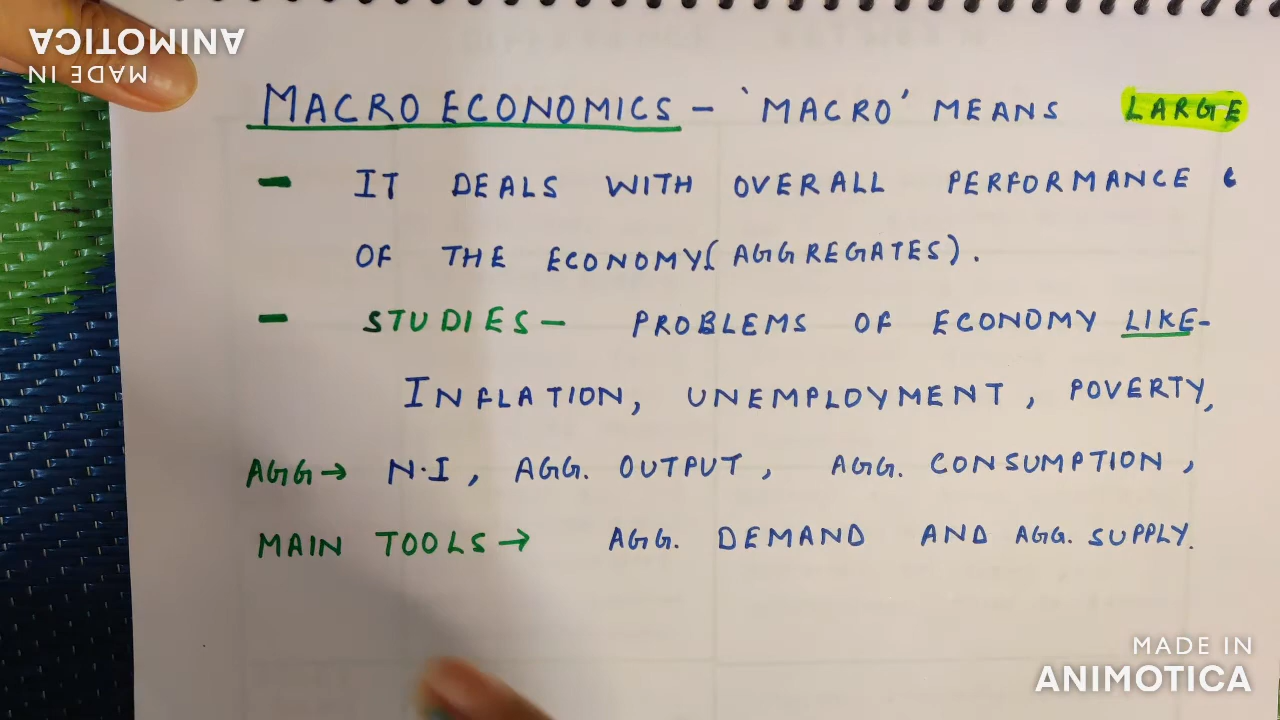 MADE IN
ANIMOTICA
MACRO ECONOMICS - 'MACRO' MEANS LARGE
- IT DEALS WITH OVERALL PERFORMANCE
OF THE ECONOMY (AGGREGATES).
- STUDIES - PROBLEMS OF ECONOMY LIKE-
INFLATION, UNEMPLOYMENT, POVERTY,
AGG → N.I, AGG. OUTPUT, AGG. CONSUMPTION,
MAIN TOOLS → AGG. DEMAND AND AGG. SUPPLY.
MADE IN
ANIMOTICA